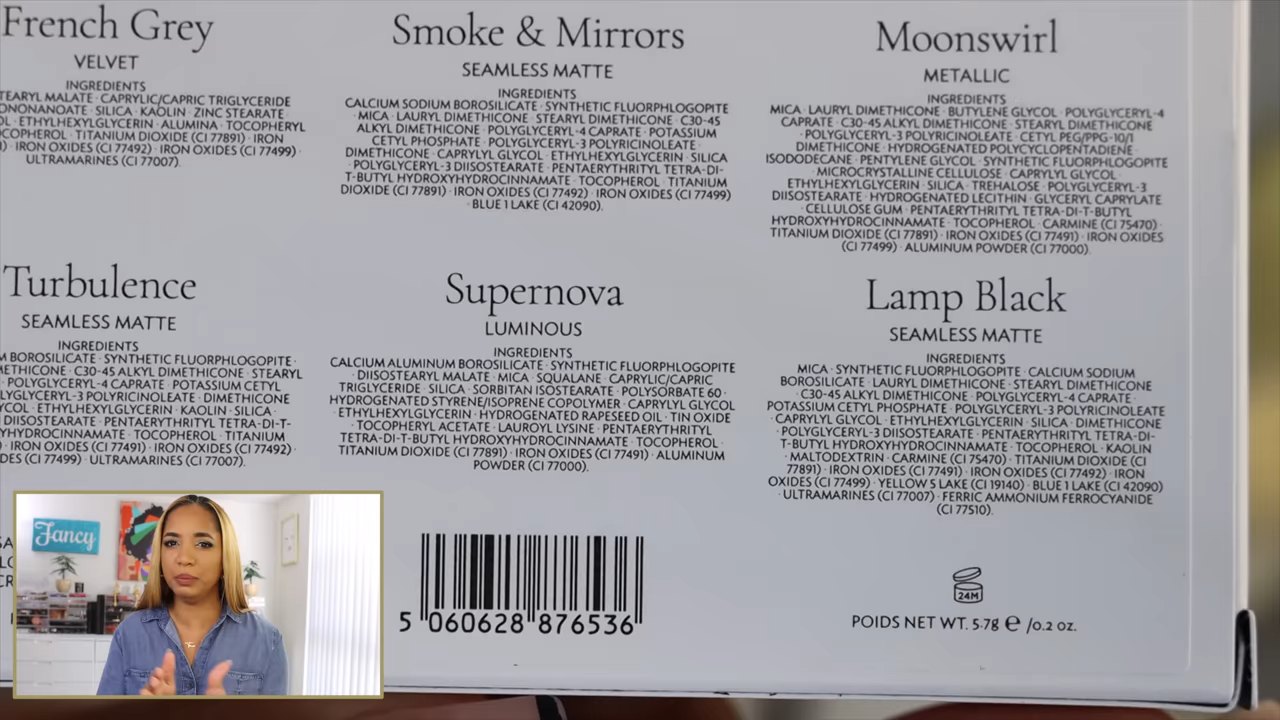 French Grey
VELVET
INGREDIENTS
TEARYL MALATE · CAPRYLIC/CAPRIC TRIGLYCERIDE
ONONANOATE · SILICA · KAOLIN · ZINC STEARATE
OL · ETHYLHEXYLGLYCERIN · ALUMINA · TOCOPHERYL
OCOPHEROL · TITANIUM DIOXIDE (CI 77891) · IRON
1) · IRON OXIDES (CI 77492) · IRON OXIDES (CI 77499) ·
ULTRAMARINES (CI 77007).
Smoke & Mirrors
SEAMLESS MATTE
INGREDIENTS
CALCIUM SODIUM BOROSILICATE · SYNTHETIC FLUORPHLOGOPITE
· MICA · LAURYL DIMETHICONE · STEARYL DIMETHICONE · C30-45
ALKYL DIMETHICONE · POLYGLYCERYL-4 CAPRATE · POTASSIUM
CETYL PHOSPHATE · POLYGLYCERYL-3 POLYRICINOLEATE ·
DIMETHICONE · CAPRYLYL GLYCOL · ETHYLHEXYLGLYCERIN · SILICA
· POLYGLYCERYL-3 DIISOSTEARATE · PENTAERYTHRITYL TETRA-DI-
T-BUTYL HYDROXYHYDROCINNAMATE · TOCOPHEROL · TITANIUM
DIOXIDE (CI 77891) · IRON OXIDES (CI 77492) · IRON OXIDES (CI 77499)
· BLUE 1 LAKE (CI 42090).
Moonswirl
METALLIC
INGREDIENTS
MICA · LAURYL DIMETHICONE · BUTYLENE GLYCOL · POLYGLYCERYL-4
CAPRATE · C30-45 ALKYL DIMETHICONE · STEARYL DIMETHICONE
· POLYGLYCERYL-3 POLYRICINOLEATE · CETYL PEG/PPG-10/1
DIMETHICONE · HYDROGENATED POLYCYCLOPENTADIENE ·
ISODODECANE · PENTYLENE GLYCOL · SYNTHETIC FLUORPHLOGOPITE
· MICROCRYSTALLINE CELLULOSE · CAPRYLYL GLYCOL ·
ETHYLHEXYLGLYCERIN · SILICA · TREHALOSE · POLYGLYCERYL-3
DIISOSTEARATE · HYDROGENATED LECITHIN · GLYCERYL CAPRYLATE
· CELLULOSE GUM · PENTAERYTHRITYL TETRA-DI-T-BUTYL
HYDROXYHYDROCINNAMATE · TOCOPHEROL · CARMINE (CI 75470) ·
TITANIUM DIOXIDE (CI 77891) · IRON OXIDES (CI 77491) · IRON OXIDES
(CI 77499) · ALUMINUM POWDER (CI 77000).
Turbulence
SEAMLESS MATTE
INGREDIENTS
M BOROSILICATE · SYNTHETIC FLUORPHLOGOPITE ·
METHICONE · C30-45 ALKYL DIMETHICONE · STEARYL
· POLYGLYCERYL-4 CAPRATE · POTASSIUM CETYL
LYGLYCERYL-3 POLYRICINOLEATE · DIMETHICONE
YCOL · ETHYLHEXYLGLYCERIN · KAOLIN · SILICA ·
DIISOSTEARATE · PENTAERYTHRITYL TETRA-DI-T-
YHYDROCINNAMATE · TOCOPHEROL · TITANIUM
· IRON OXIDES (CI 77491) · IRON OXIDES (CI 77492) ·
DES (CI 77499) · ULTRAMARINES (CI 77007).
Supernova
LUMINOUS
INGREDIENTS
CALCIUM ALUMINUM BOROSILICATE · SYNTHETIC FLUORPHLOGOPITE
· DIISOSTEARYL MALATE · MICA · SQUALANE · CAPRYLIC/CAPRIC
TRIGLYCERIDE · SILICA · SORBITAN ISOSTEARATE · POLYSORBATE 60 ·
HYDROGENATED STYRENE/ISOPRENE COPOLYMER · CAPRYLYL GLYCOL
· ETHYLHEXYLGLYCERIN · HYDROGENATED RAPESEED OIL · TIN OXIDE
· TOCOPHERYL ACETATE · LAUROYL LYSINE · PENTAERYTHRITYL
TETRA-DI-T-BUTYL HYDROXYHYDROCINNAMATE · TOCOPHEROL ·
TITANIUM DIOXIDE (CI 77891) · IRON OXIDES (CI 77491) · ALUMINUM
POWDER (CI 77000).
Lamp Black
SEAMLESS MATTE
INGREDIENTS
MICA · SYNTHETIC FLUORPHLOGOPITE · CALCIUM SODIUM
BOROSILICATE · LAURYL DIMETHICONE · STEARYL DIMETHICONE
· C30-45 ALKYL DIMETHICONE · POLYGLYCERYL-4 CAPRATE ·
POTASSIUM CETYL PHOSPHATE · POLYGLYCERYL-3 POLYRICINOLEATE
· CAPRYLYL GLYCOL · ETHYLHEXYLGLYCERIN · SILICA · DIMETHICONE
· POLYGLYCERYL-3 DIISOSTEARATE · PENTAERYTHRITYL TETRA-DI-
T-BUTYL HYDROXYHYDROCINNAMATE · TOCOPHEROL · KAOLIN
· MALTODEXTRIN · CARMINE (CI 75470) · TITANIUM DIOXIDE (CI
77891) · IRON OXIDES (CI 77491) · IRON OXIDES (CI 77492) · IRON
OXIDES (CI 77499) · YELLOW 5 LAKE (CI 19140) · BLUE 1 LAKE (CI 42090)
· ULTRAMARINES (CI 77007) · FERRIC AMMONIUM FERROCYANIDE
(CI 77510).
Fancy
5 060628 876536
24M
POIDS NET WT. 5.7g e /0.2 oz.